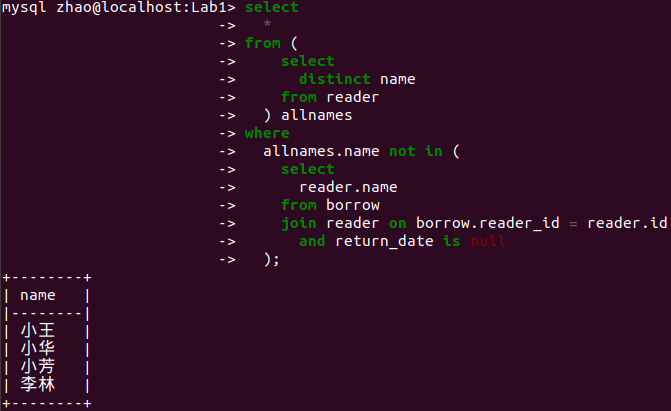 mysql zhao@localhost:Lab1> select
-> *
-> from (
-> select
-> distinct name
-> from reader
-> ) allnames
-> where
-> allnames.name not in (
-> select
-> reader.name
-> from borrow
-> join reader on borrow.reader_id = reader.id
-> and return_date is null
-> );
+--------+
| name |
|--------|
| 小王 |
| 小华 |
| 小芳 |
| 李林 |
+--------+